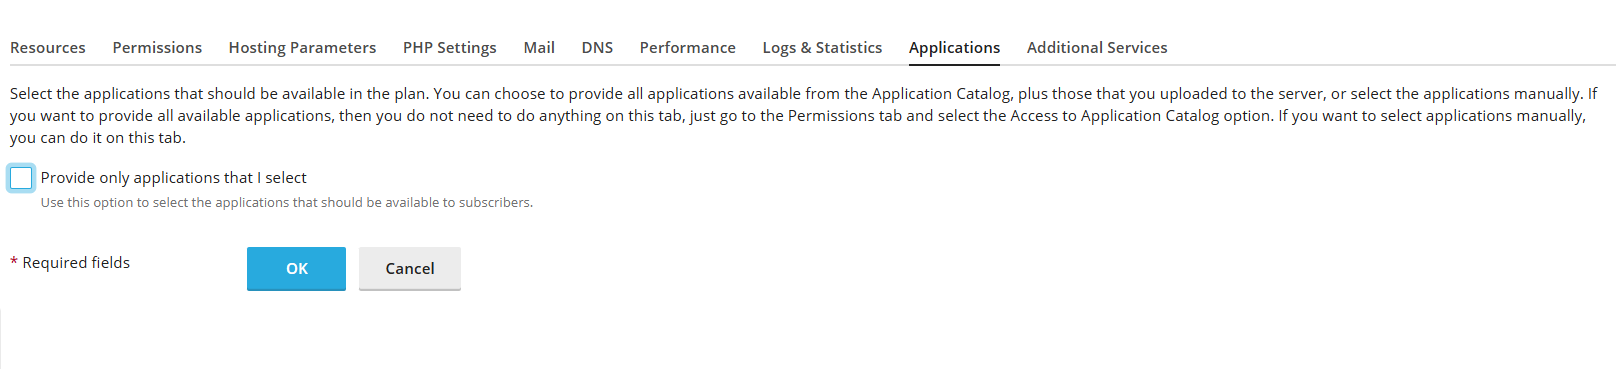 Resources Permissions Hosting Parameters PHP Settings Mail DNS Performance Logs & Statistics Applications Additional Services
Select the applications that should be available in the plan. You can choose to provide all applications available from the Application Catalog, plus those that you uploaded to the server, or select the applications manually. If
you want to provide all available applications, then you do not need to do anything on this tab, just go to the Permissions tab and select the Access to Application Catalog option. If you want to select applications manually,
you can do it on this tab.
Provide only applications that I select
Use this option to select the applications that should be available to subscribers.
* Required fields OK Cancel